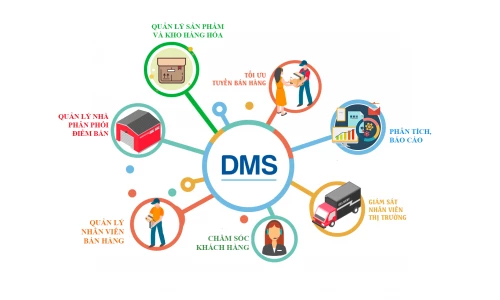 QUẢN LÝ SẢN PHẨM
VÀ KHO HÀNG HÓA
TỐI ƯU
TUYẾN BÁN HÀNG
QUẢN LÝ NHÀ
PHÂN PHỐI
ĐIỂM BÁN
PHÂN TÍCH,
BÁO CÁO
DMS
QUẢN LÝ
NHÂN VIÊN
BÁN HÀNG
CHĂM SÓC
KHÁCH HÀNG
GIÁM SÁT
NHÂN VIÊN
THỊ TRƯỜNG